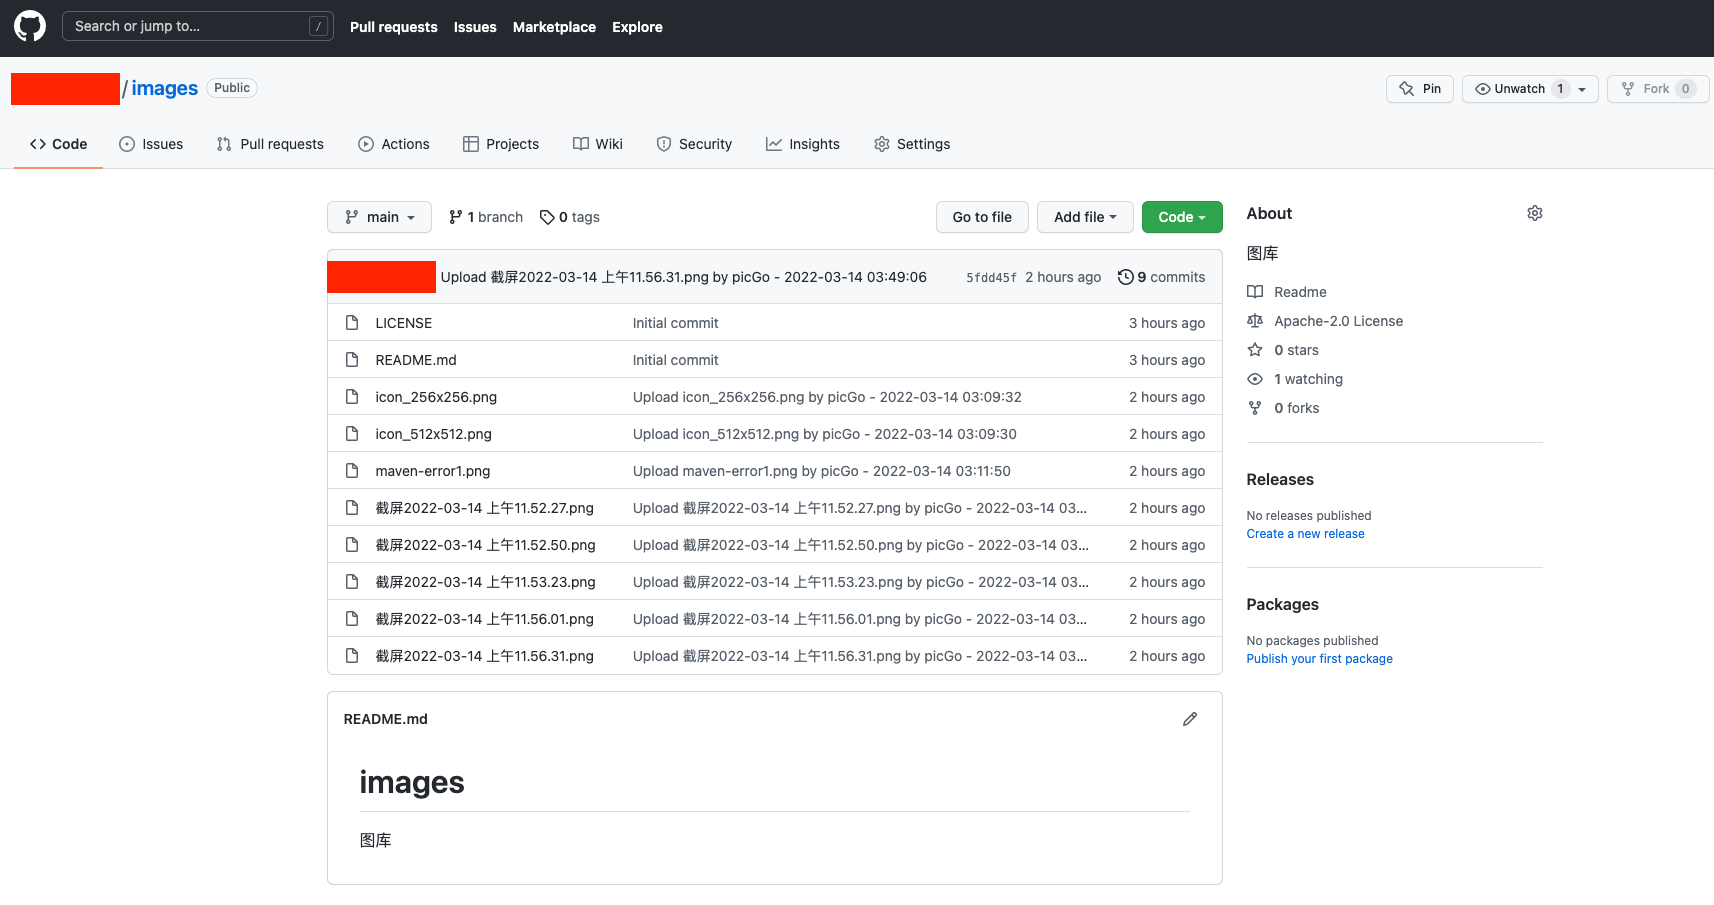 Search or jump to... /
Pull requests Issues Marketplace Explore
/ images Public
Pin Unwatch 1 Fork 0
Code Issues Pull requests Actions Projects Wiki Security Insights Settings
main 1 branch 0 tags Go to file Add file Code
Upload 截屏2022-03-14 上午11.56.31.png by picGo - 2022-03-14 03:49:06 5fdd45f 2 hours ago 9 commits
LICENSE Initial commit 3 hours ago
README.md Initial commit 3 hours ago
icon_256x256.png Upload icon_256x256.png by picGo - 2022-03-14 03:09:32 2 hours ago
icon_512x512.png Upload icon_512x512.png by picGo - 2022-03-14 03:09:30 2 hours ago
maven-error1.png Upload maven-error1.png by picGo - 2022-03-14 03:11:50 2 hours ago
截屏2022-03-14 上午11.52.27.png Upload 截屏2022-03-14 上午11.52.27.png by picGo - 2022-03-14 03... 2 hours ago
截屏2022-03-14 上午11.52.50.png Upload 截屏2022-03-14 上午11.52.50.png by picGo - 2022-03-14 03... 2 hours ago
截屏2022-03-14 上午11.53.23.png Upload 截屏2022-03-14 上午11.53.23.png by picGo - 2022-03-14 03... 2 hours ago
截屏2022-03-14 上午11.56.01.png Upload 截屏2022-03-14 上午11.56.01.png by picGo - 2022-03-14 03... 2 hours ago
截屏2022-03-14 上午11.56.31.png Upload 截屏2022-03-14 上午11.56.31.png by picGo - 2022-03-14 03... 2 hours ago
README.md
images
图库
About
图库
Readme
Apache-2.0 License
0 stars
1 watching
0 forks
Releases
No releases published
Create a new release
Packages
No packages published
Publish your first package